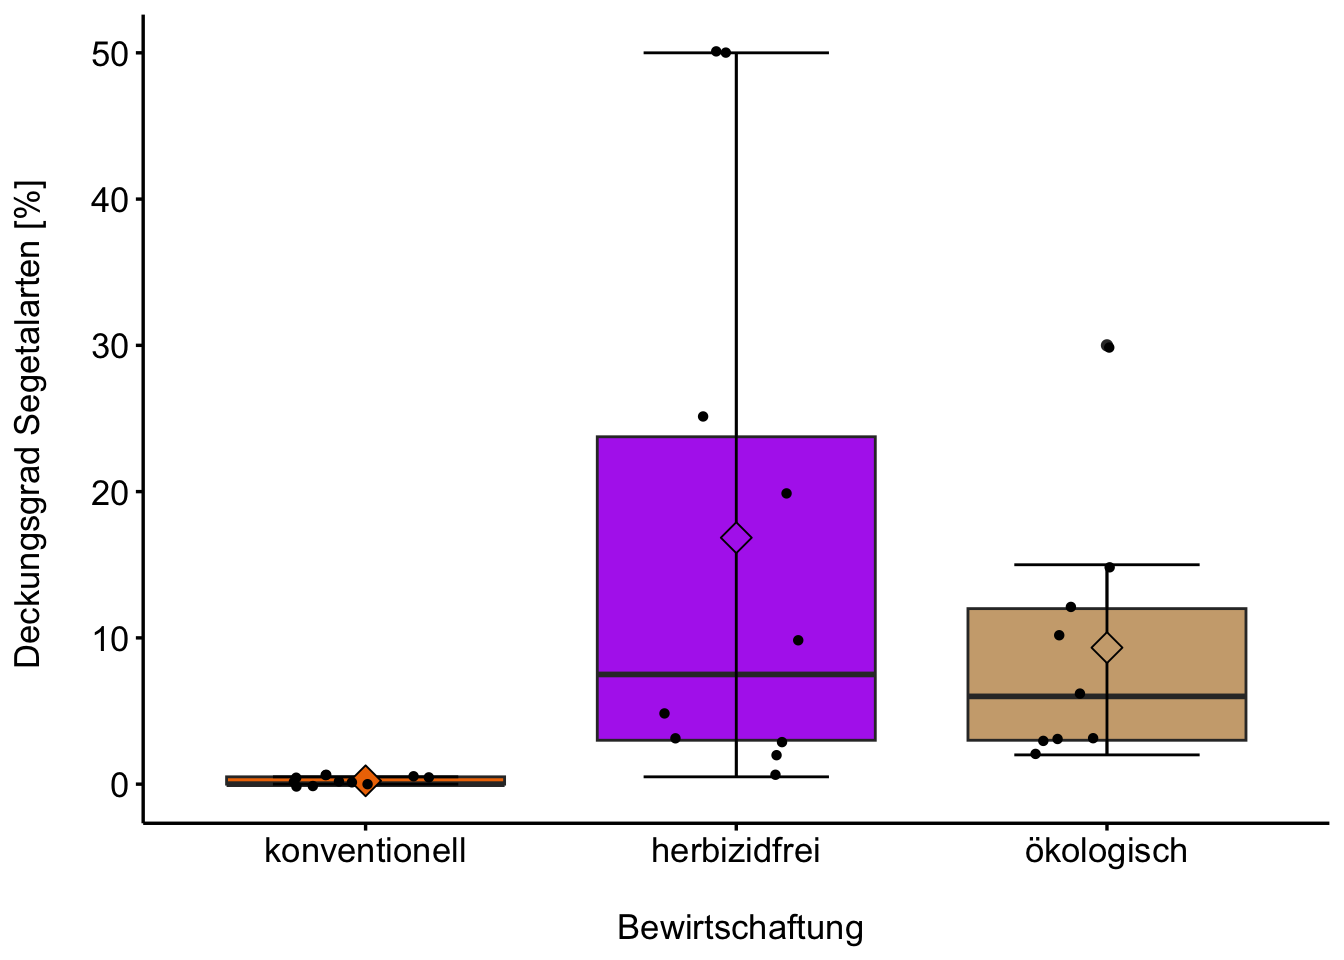 Deckungsgrad Segetalarten [%]
50
40
30
20
10
0
konventionell herbizidfrei ökologisch
Bewirtschaftung